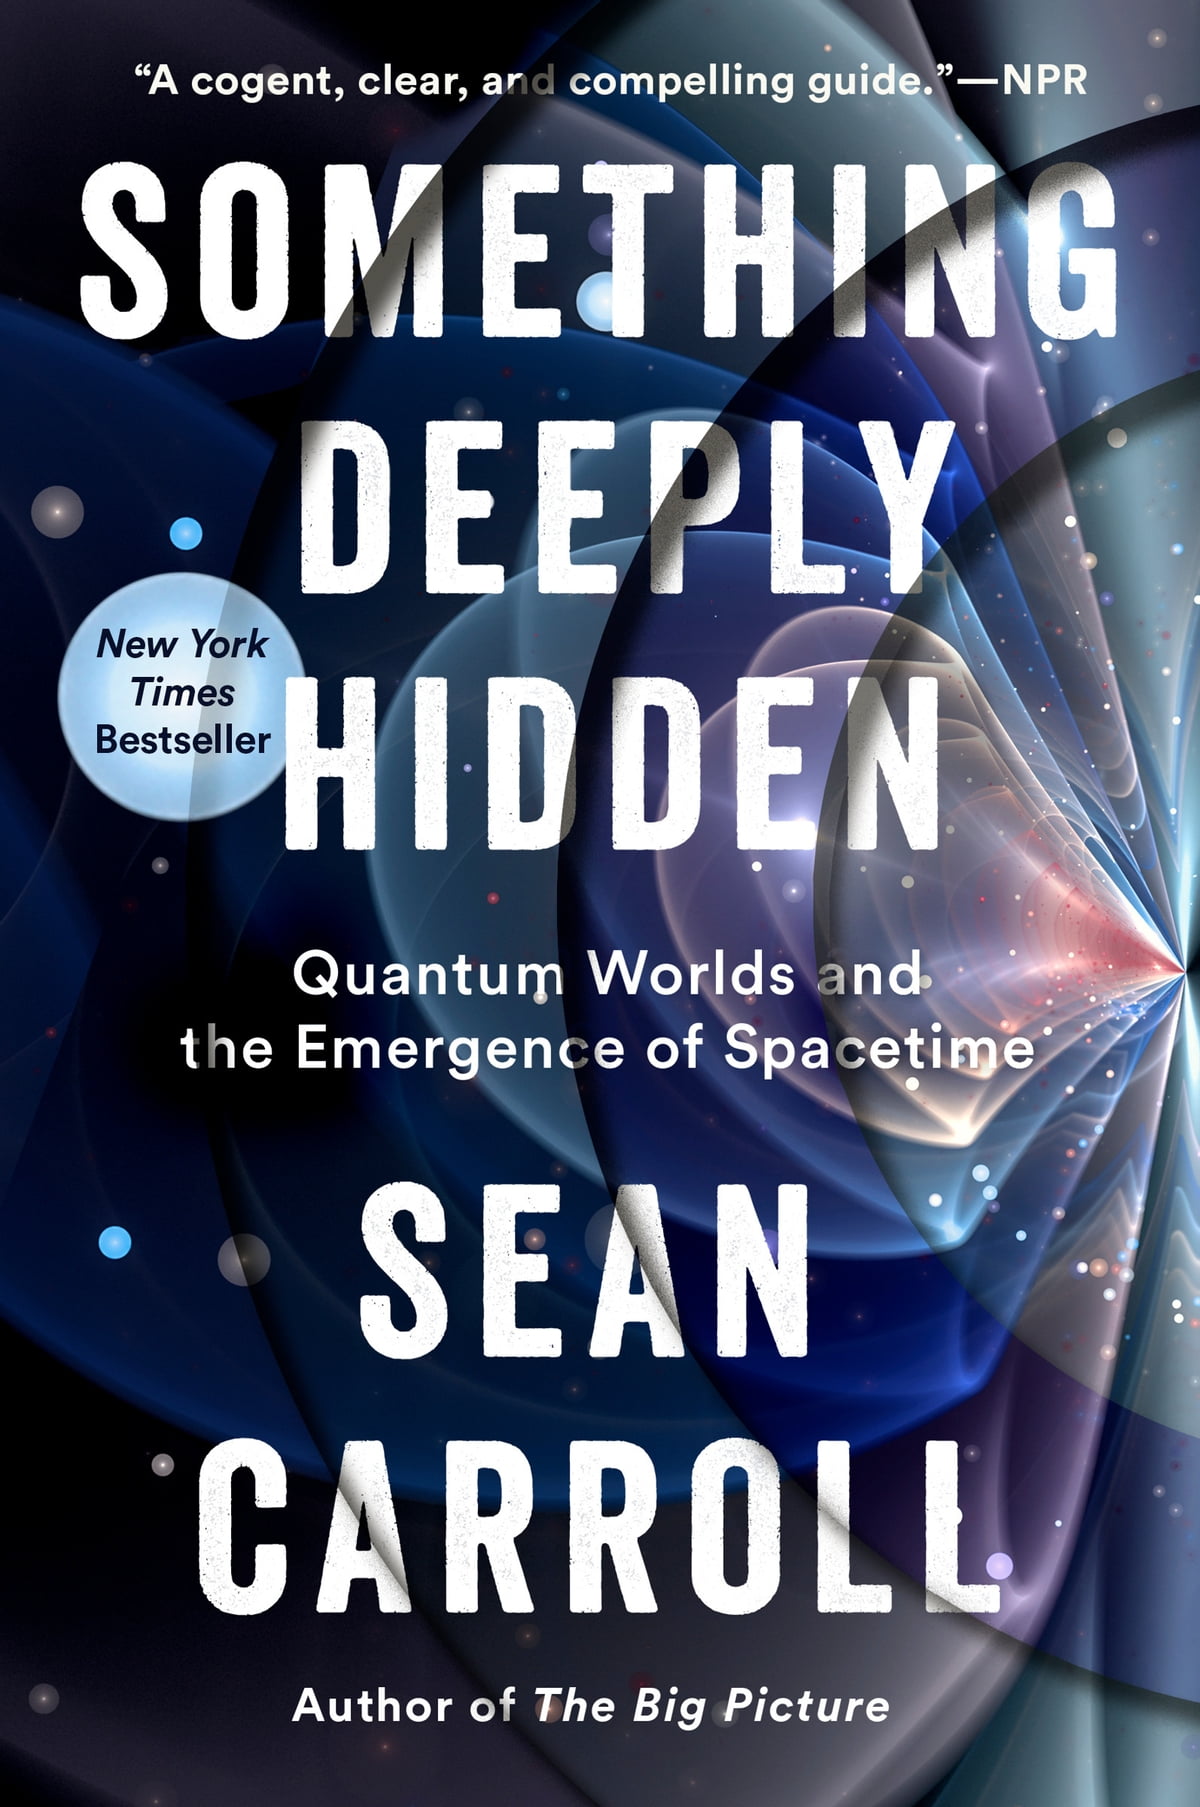 “A cogent, clear, and compelling guide.”—NPR
SOMETHING
DEEPLY
HIDDEN
New York
Times
Bestseller
Quantum Worlds and
the Emergence of Spacetime
SEAN
CARROLL
Author of The Big Picture